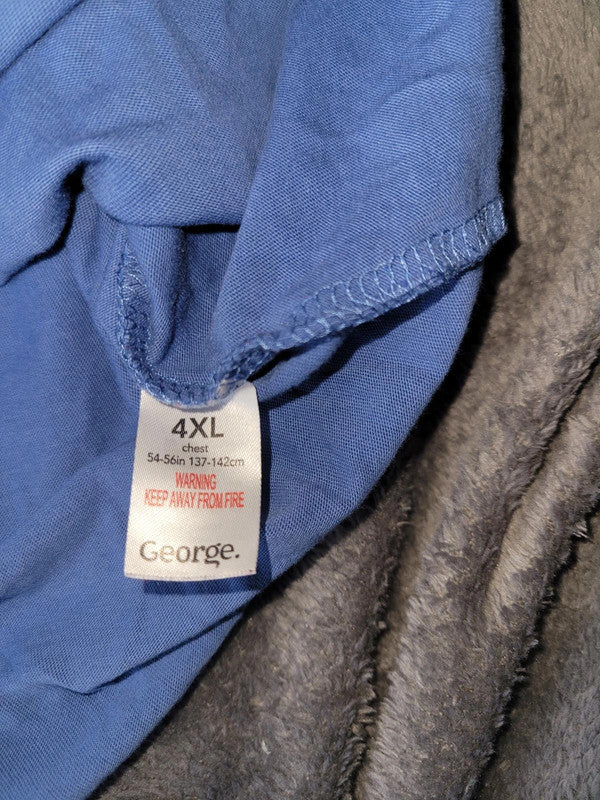 4XL
chest
54-56in 137-142cm
WARNING
KEEP AWAY FROM FIRE
George.